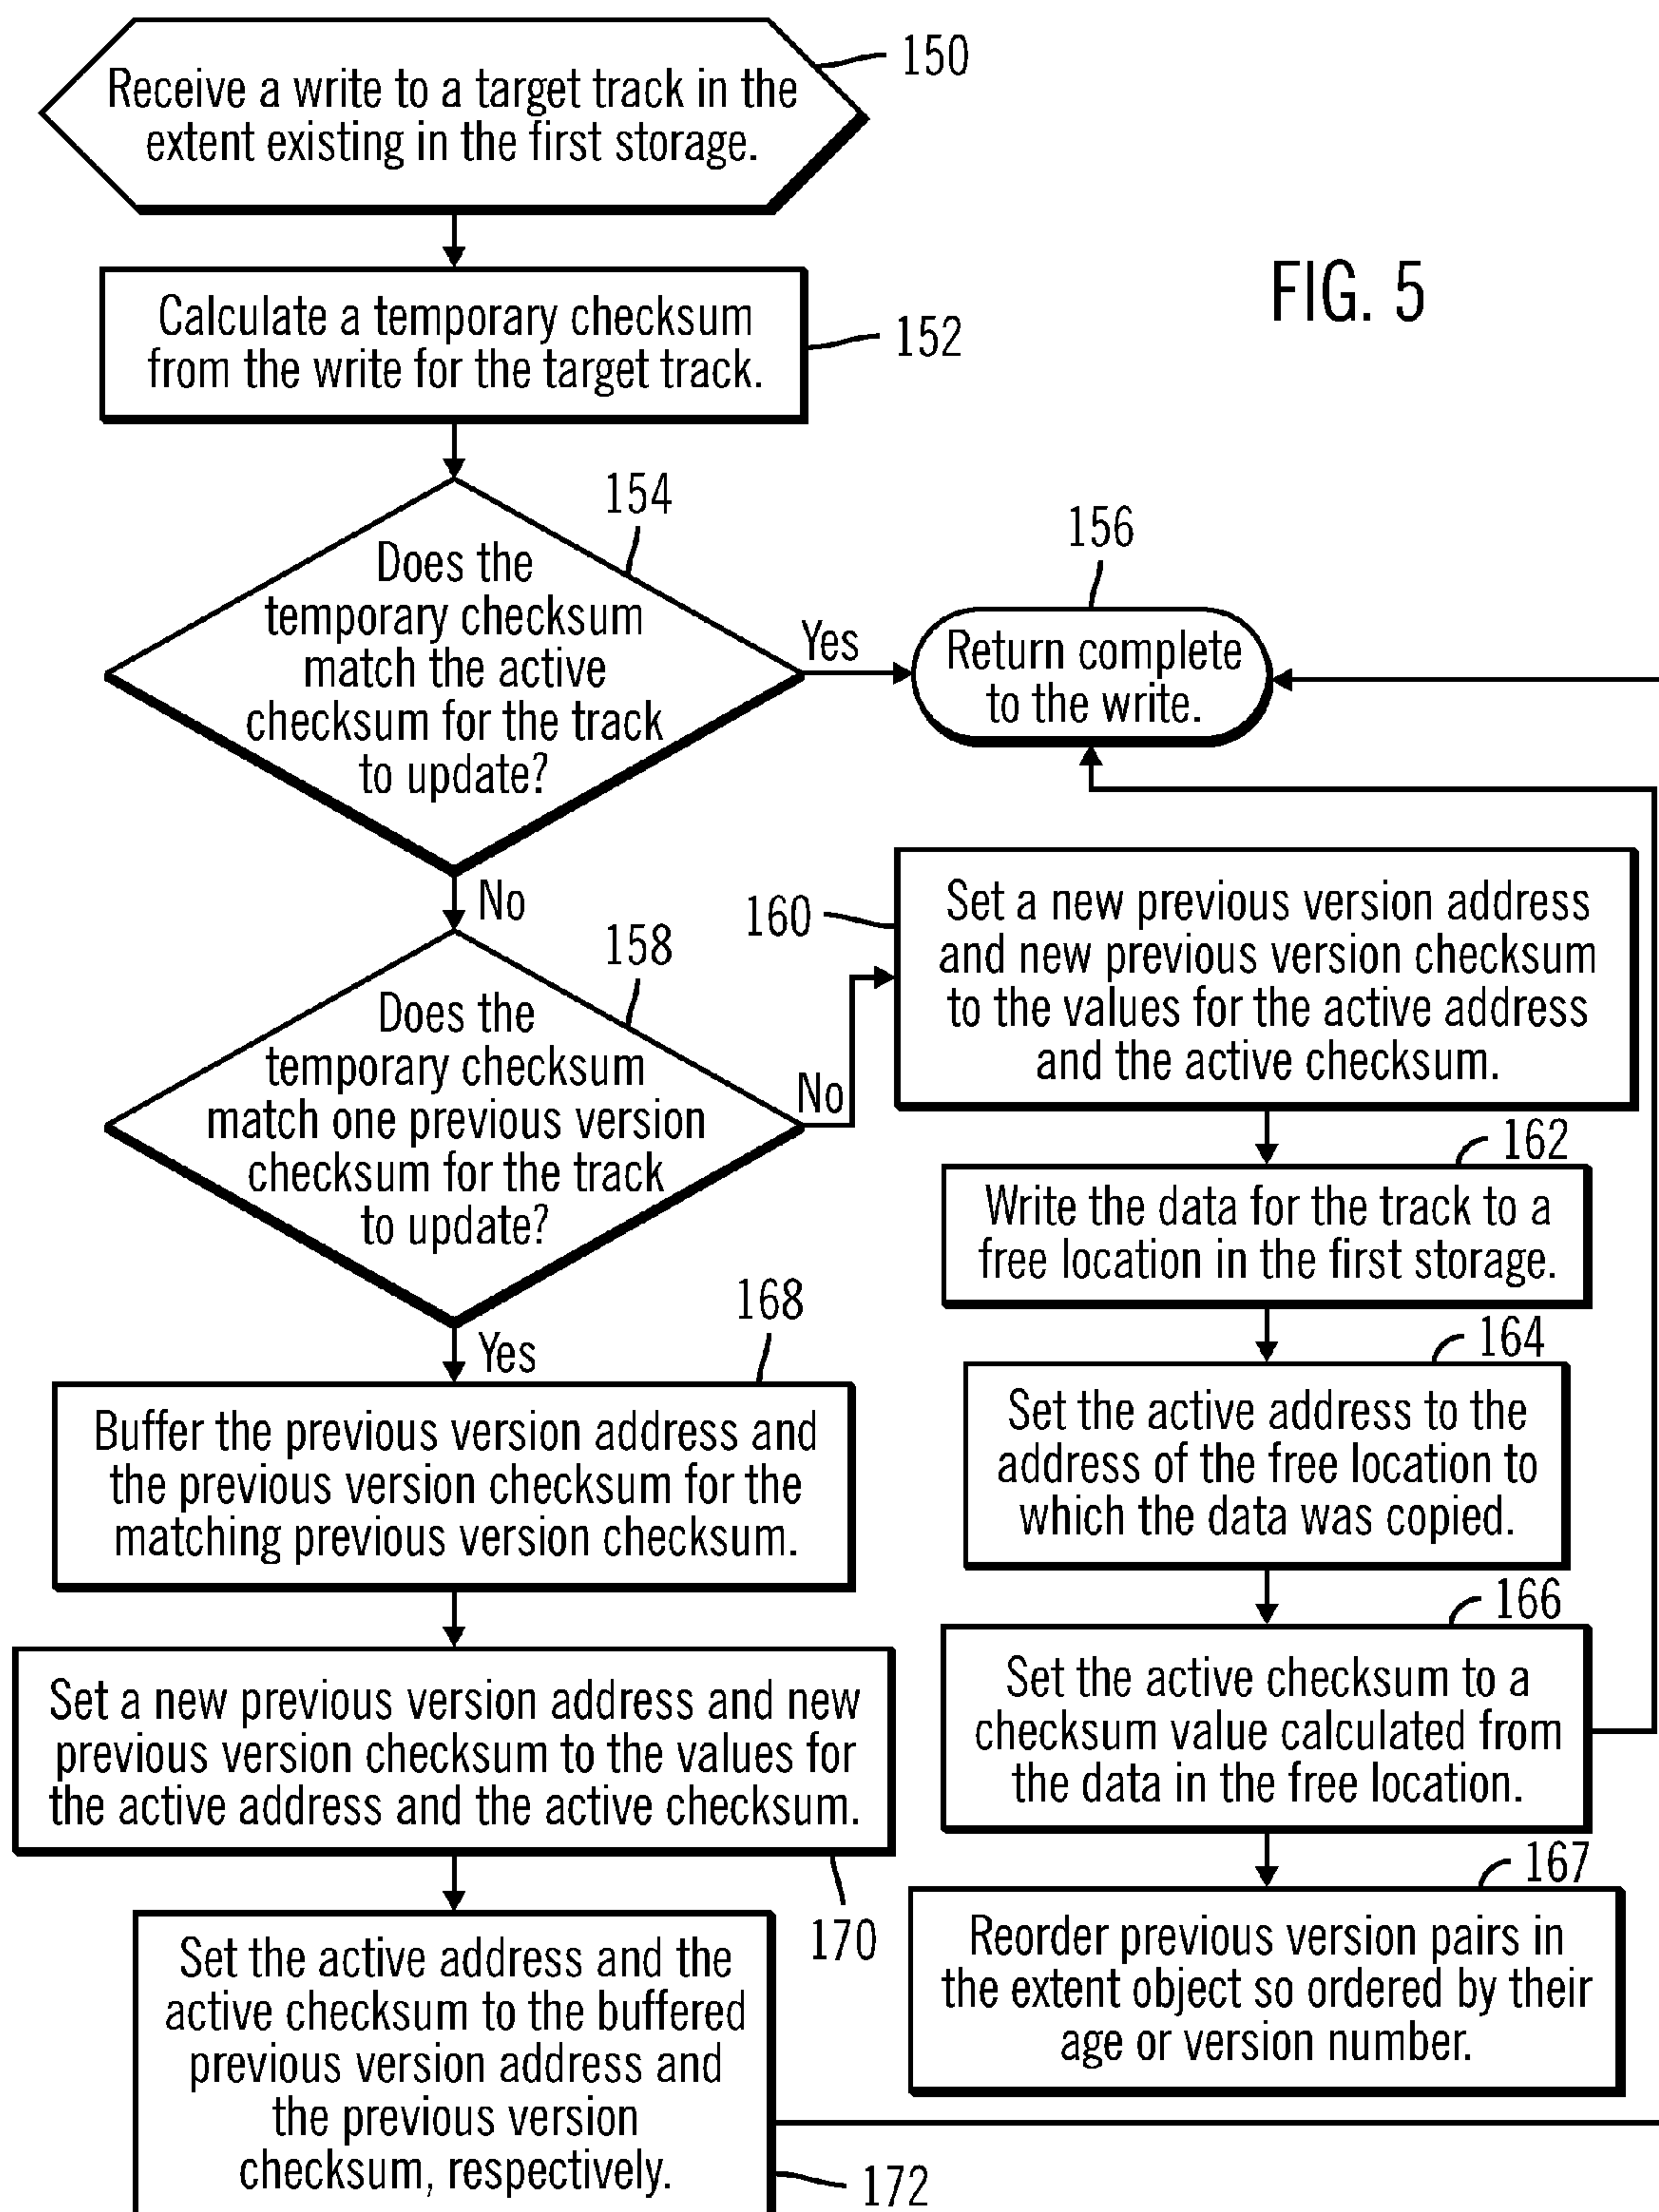 Receive a write to a target track in the
extent existing in the first storage.
150
FIG. 5
Calculate a temporary checksum
from the write for the target track.
152
154
Does the
temporary checksum
match the active
checksum for the track
to update?
Yes
156
Return complete
to the write.
No
158
Does the
temporary checksum
match one previous version
checksum for the track
to update?
No
160
Set a new previous version address
and new previous version checksum
to the values for the active address
and the active checksum.
162
Write the data for the track to a
free location in the first storage.
164
Set the active address to the
address of the free location to
which the data was copied.
166
Set the active checksum to a
checksum value calculated from
the data in the free location.
167
Reorder previous version pairs in
the extent object so ordered by their
age or version number.
Yes
168
Buffer the previous version address and
the previous version checksum for the
matching previous version checksum.
Set a new previous version address and new
previous version checksum to the values for
the active address and the active checksum.
170
Set the active address and the
active checksum to the buffered
previous version address and
the previous version
checksum, respectively.
172